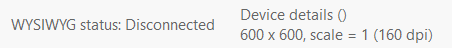 WYSIWYG status: Disconnected
Device details ()
600 x 600, scale = 1 (160 dpi)